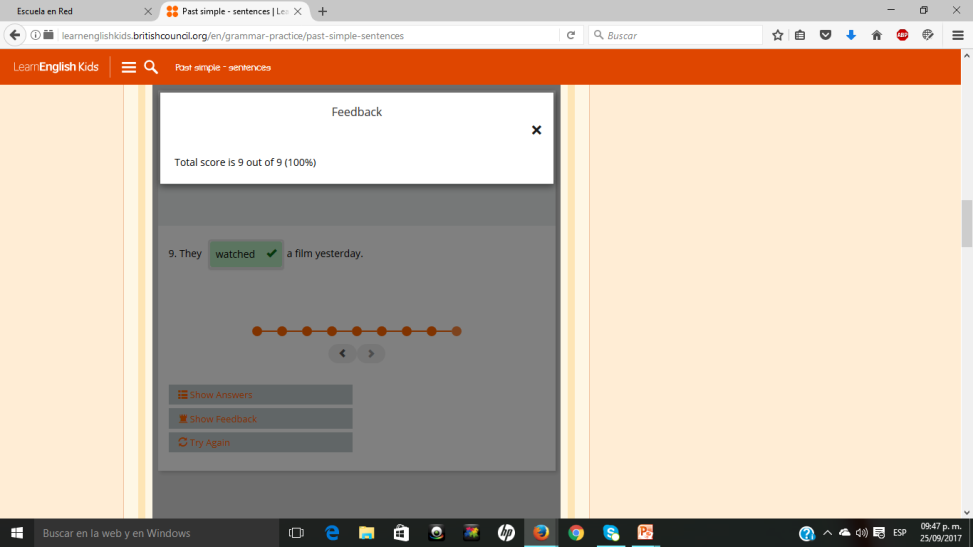 Escuela en Red
Past simple - sentences | Lea
learnenglishkids.britishcouncil.org/en/grammar-practice/past-simple-sentences
Buscar
ABP
LearnEnglish Kids
Past simple - sentences
Feedback
Total score is 9 out of 9 (100%)
9. They watched a film yesterday.
Show Answers
Show Feedback
Try Again
Buscar en la web y en Windows
hp
ESP
09:47 p. m.
25/09/2017